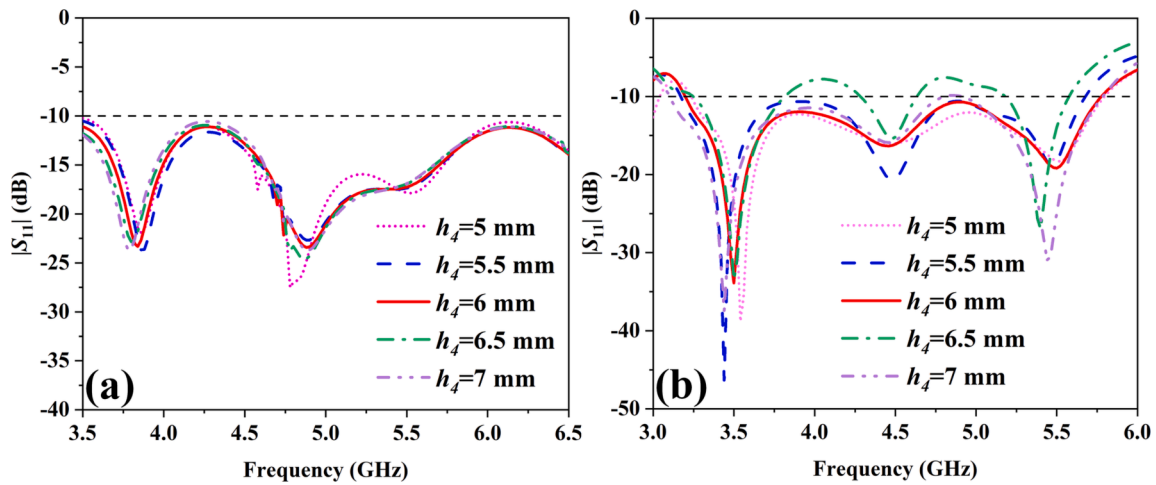 0
-5
-10
-15
-20
-25
-30
-35
-40
|S11| (dB)
h4=5 mm
h4=5.5 mm
h4=6 mm
h4=6.5 mm
h4=7 mm
(a)
3.5 4.0 4.5 5.0 5.5 6.0 6.5
Frequency (GHz)
0
-10
-20
-30
-40
-50
|S11| (dB)
h4=5 mm
h4=5.5 mm
h4=6 mm
h4=6.5 mm
h4=7 mm
(b)
3.0 3.5 4.0 4.5 5.0 5.5 6.0
Frequency (GHz)